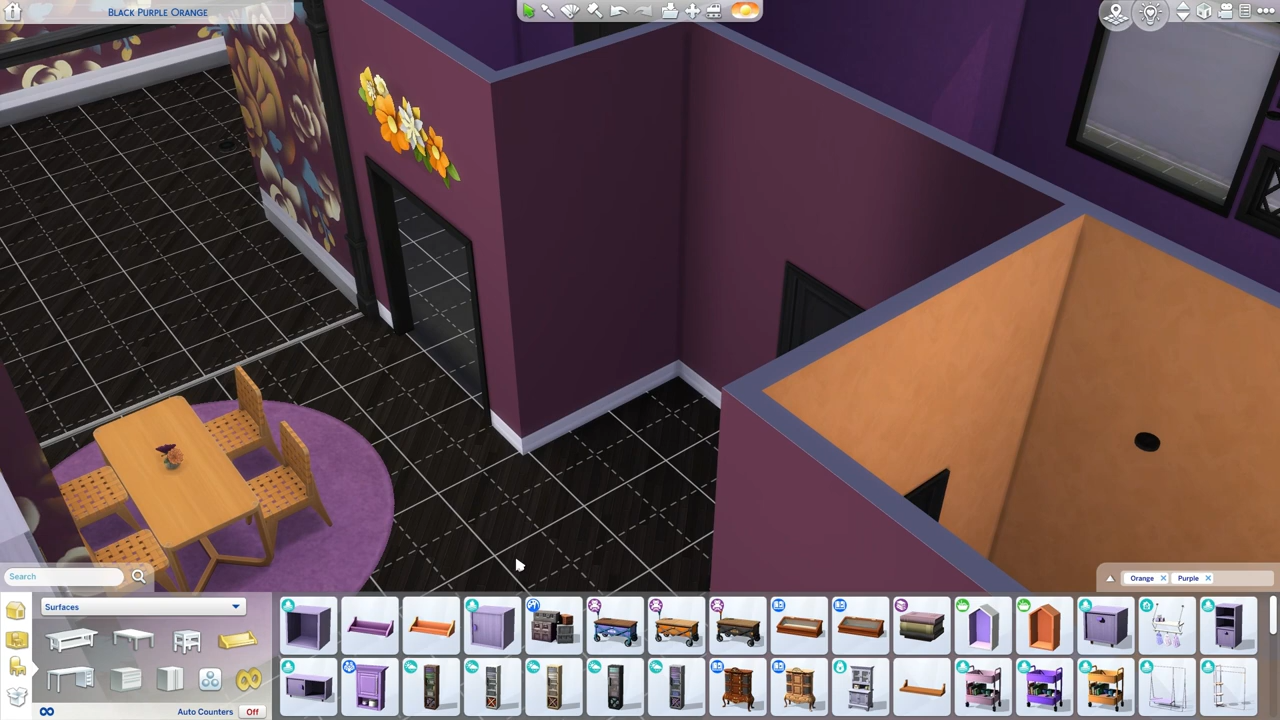 Black Purple Orange
Search
Orange
Purple
Surfaces
Auto Counters
Off